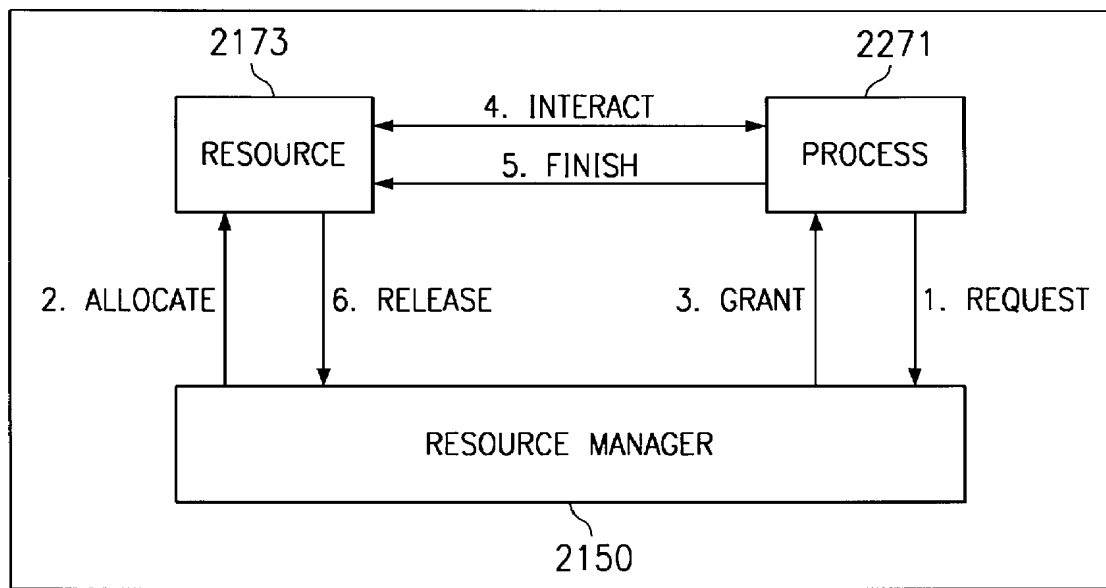 2173
2271
4. INTERACT
RESOURCE
PROCESS
5. FINISH
2. ALLOCATE
6. RELEASE
3. GRANT
1. REQUEST
RESOURCE MANAGER
2150